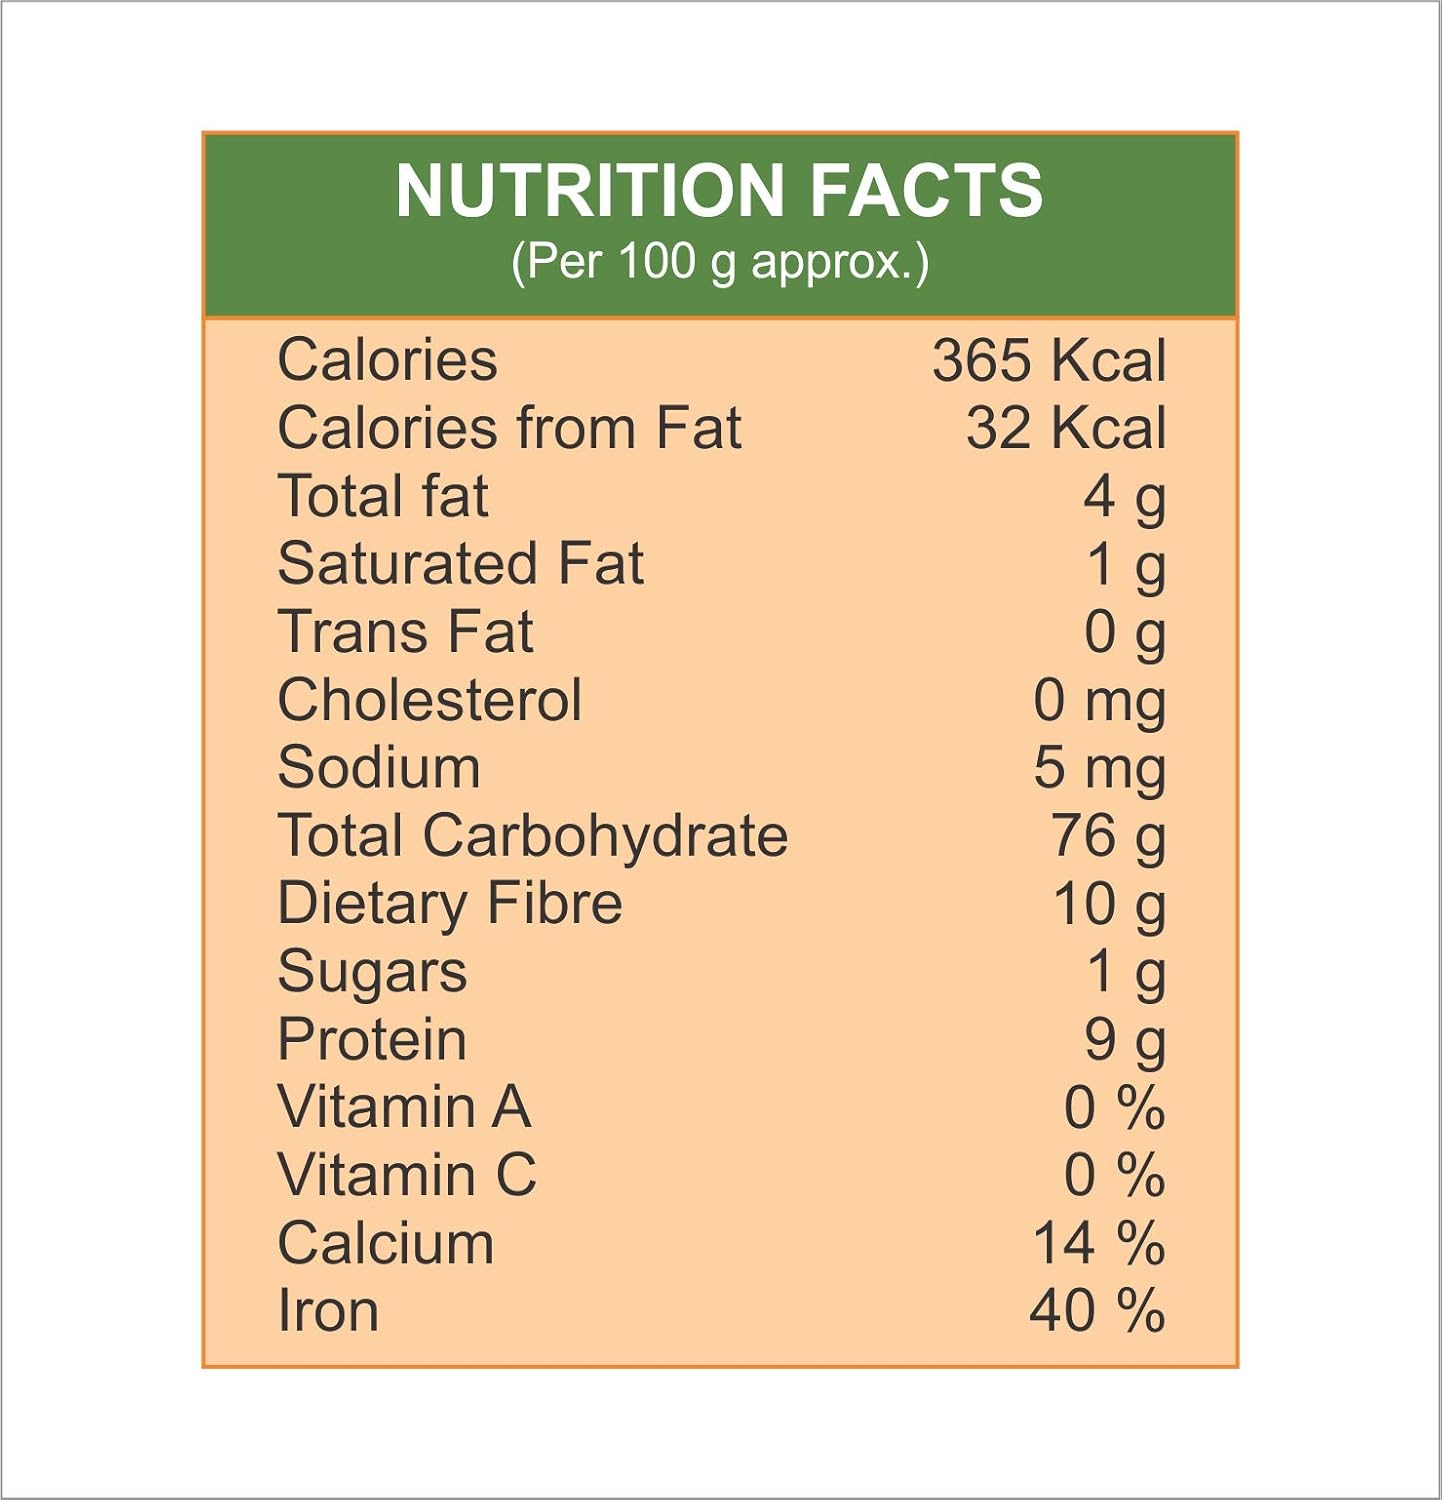 NUTRITION FACTS
(Per 100 g approx.)
Calories 365 Kcal
Calories from Fat 32 Kcal
Total fat 4 g
Saturated Fat 1 g
Trans Fat 0 g
Cholesterol 0 mg
Sodium 5 mg
Total Carbohydrate 76 g
Dietary Fibre 10 g
Sugars 1 g
Protein 9 g
Vitamin A 0 %
Vitamin C 0 %
Calcium 14 %
Iron 40 %